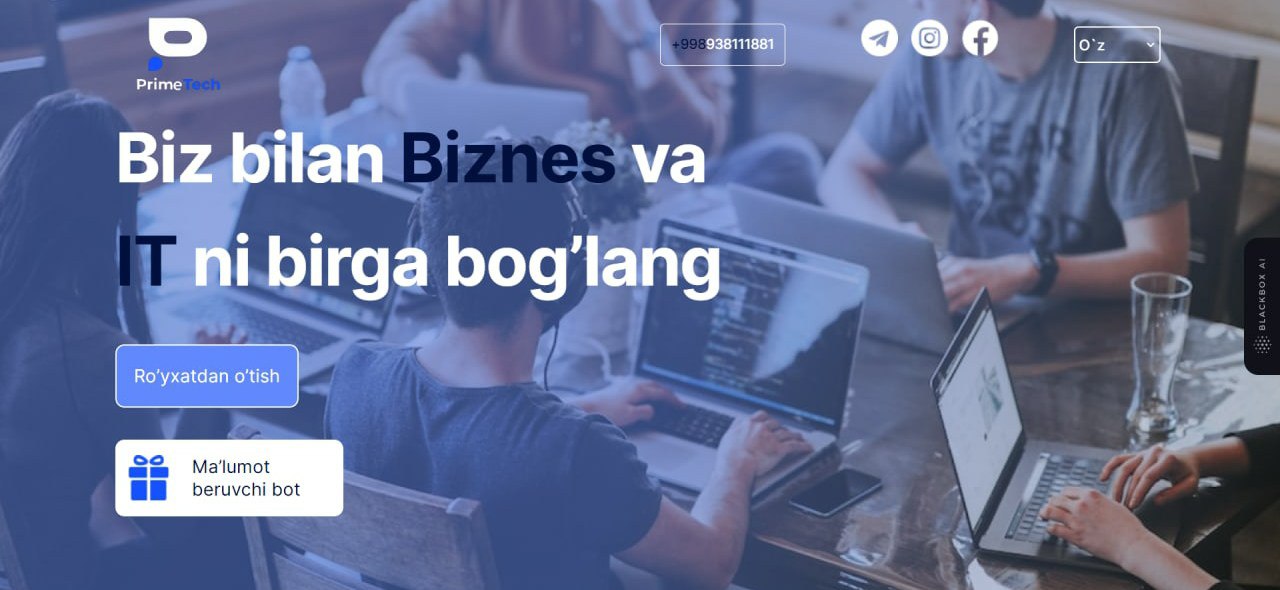 PrimeTech
+998938111881
O`z
Biz bilan Biznes va
IT ni birga bog’lang
Ro’yxatdan o’tish
Ma’lumot
beruvchi bot
BLACKBOX AI